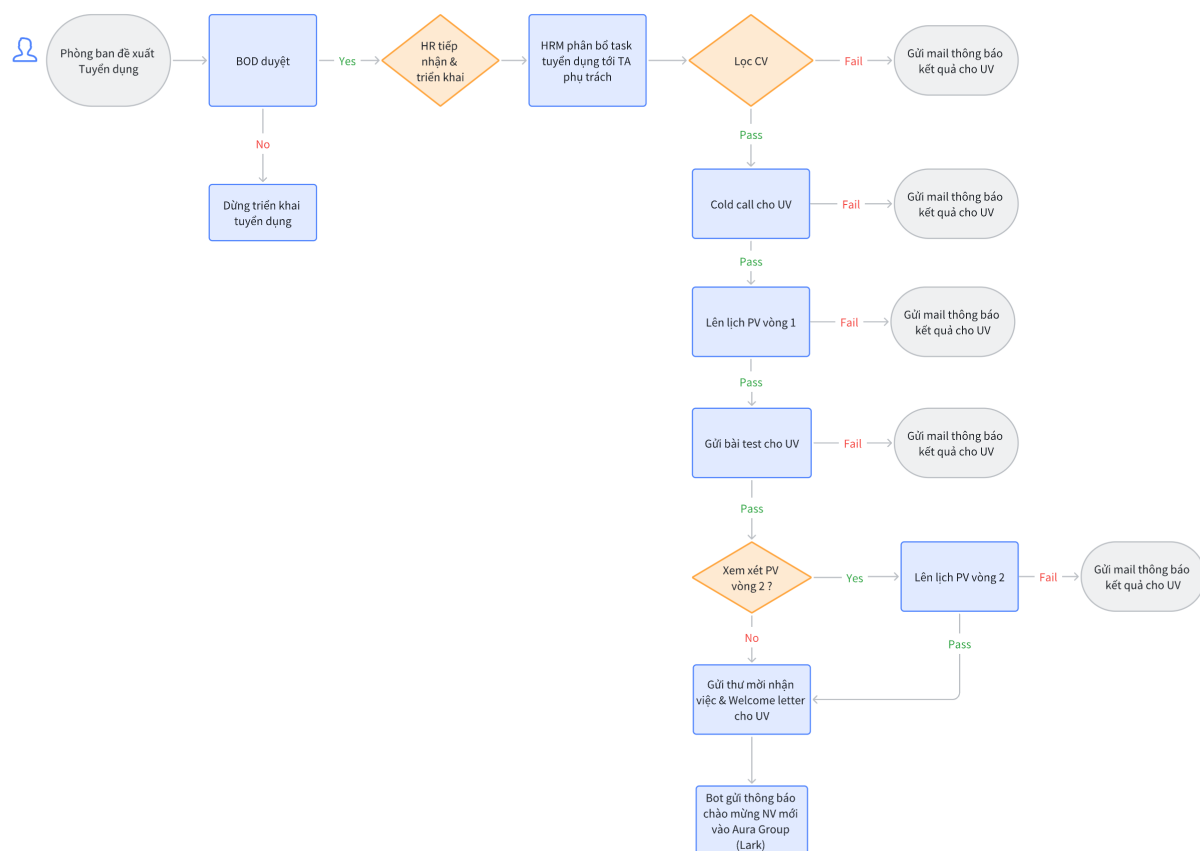 Phòng ban đề xuất
Tuyển dụng
BOD duyệt
Yes
HR tiếp
nhận &
triển khai
HRM phân bổ task
tuyển dụng tới TA
phụ trách
Lọc CV
Fail
Gửi mail thông báo
kết quả cho UV
No
Dừng triển khai
tuyển dụng
Pass
Cold call cho UV
Fail
Gửi mail thông báo
kết quả cho UV
Pass
Lên lịch PV vòng 1
Fail
Gửi mail thông báo
kết quả cho UV
Pass
Gửi bài test cho UV
Fail
Gửi mail thông báo
kết quả cho UV
Pass
Xem xét PV
vòng 2 ?
Yes
Lên lịch PV vòng 2
Fail
Gửi mail thông báo
kết quả cho UV
No
Pass
Gửi thư mời nhận
việc & Welcome letter
cho UV
Bot gửi thông báo
chào mừng NV mới
vào Aura Group
(Lark)